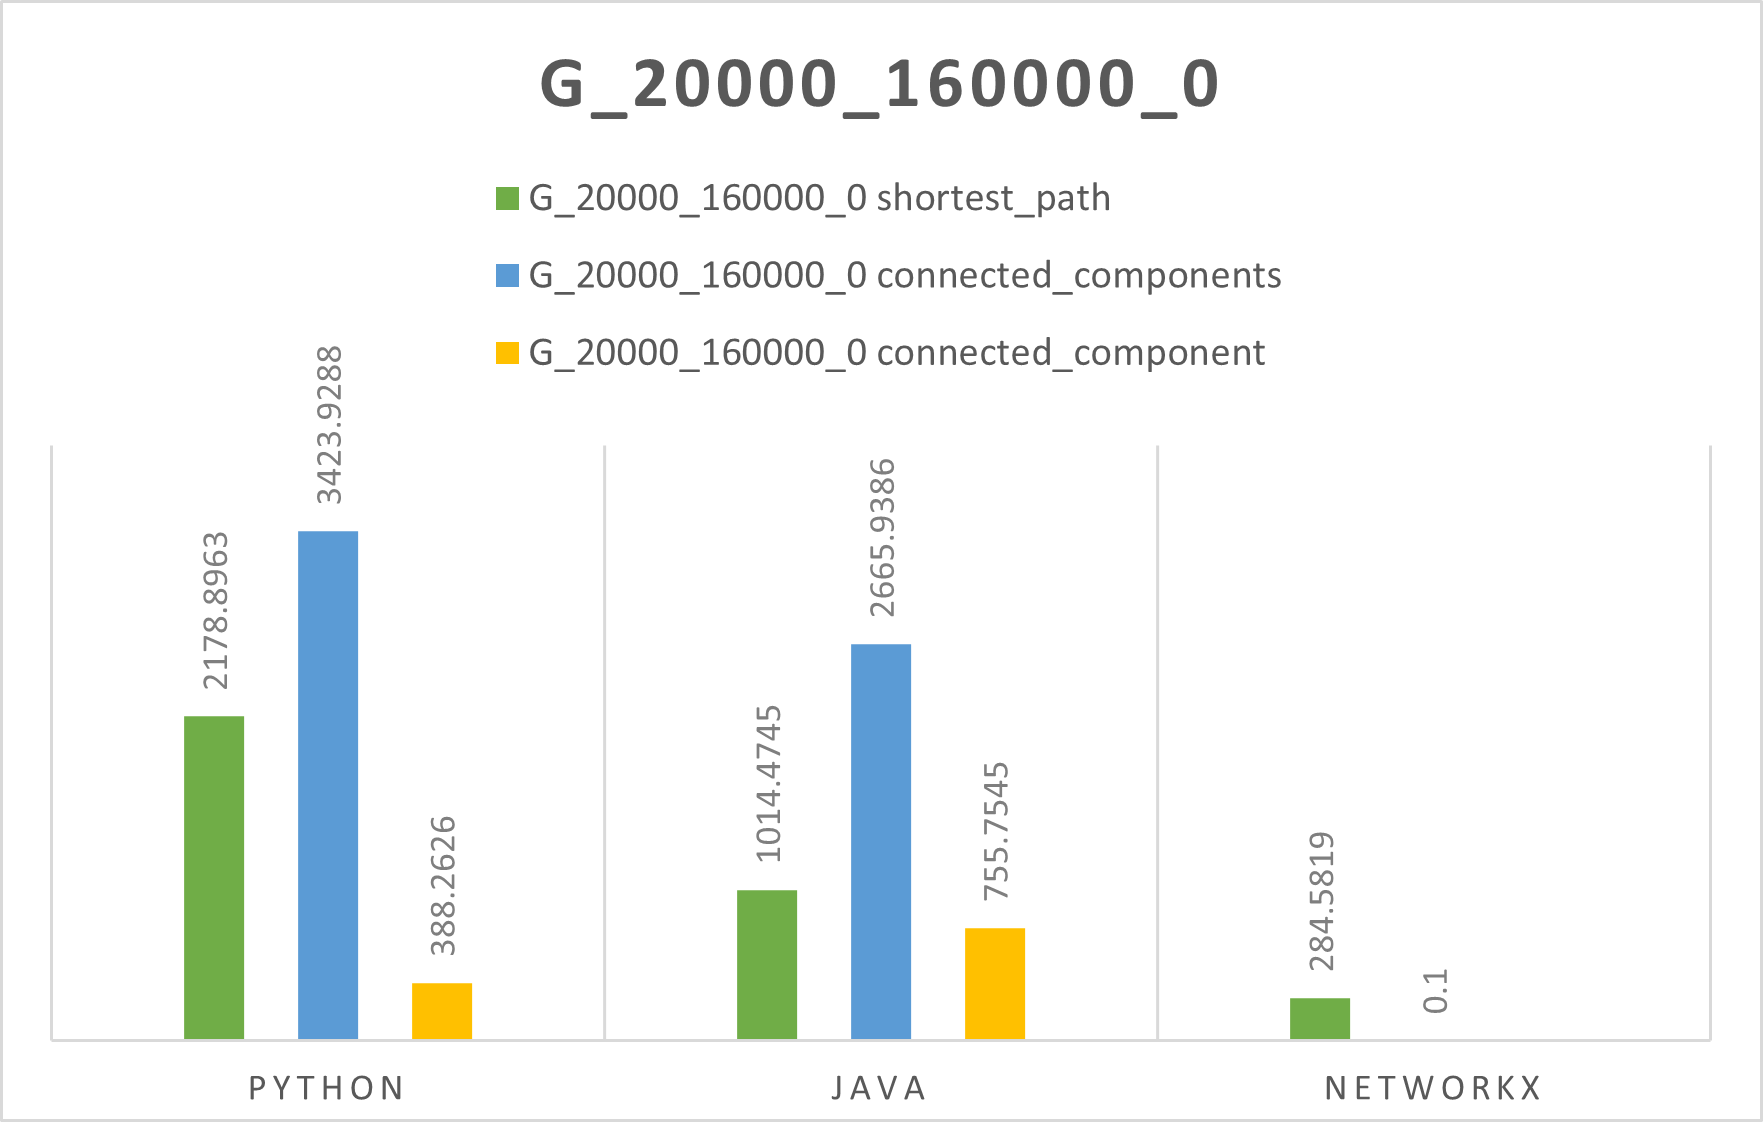 G_20000_160000_0
G_20000_160000_0 shortest_path
G_20000_160000_0 connected_components
G_20000_160000_0 connected_component
2178.8963
3423.9288
388.2626
1014.4745
2665.9386
755.7545
284.5819
0.1
PYTHON
JAVA
NETWORKX